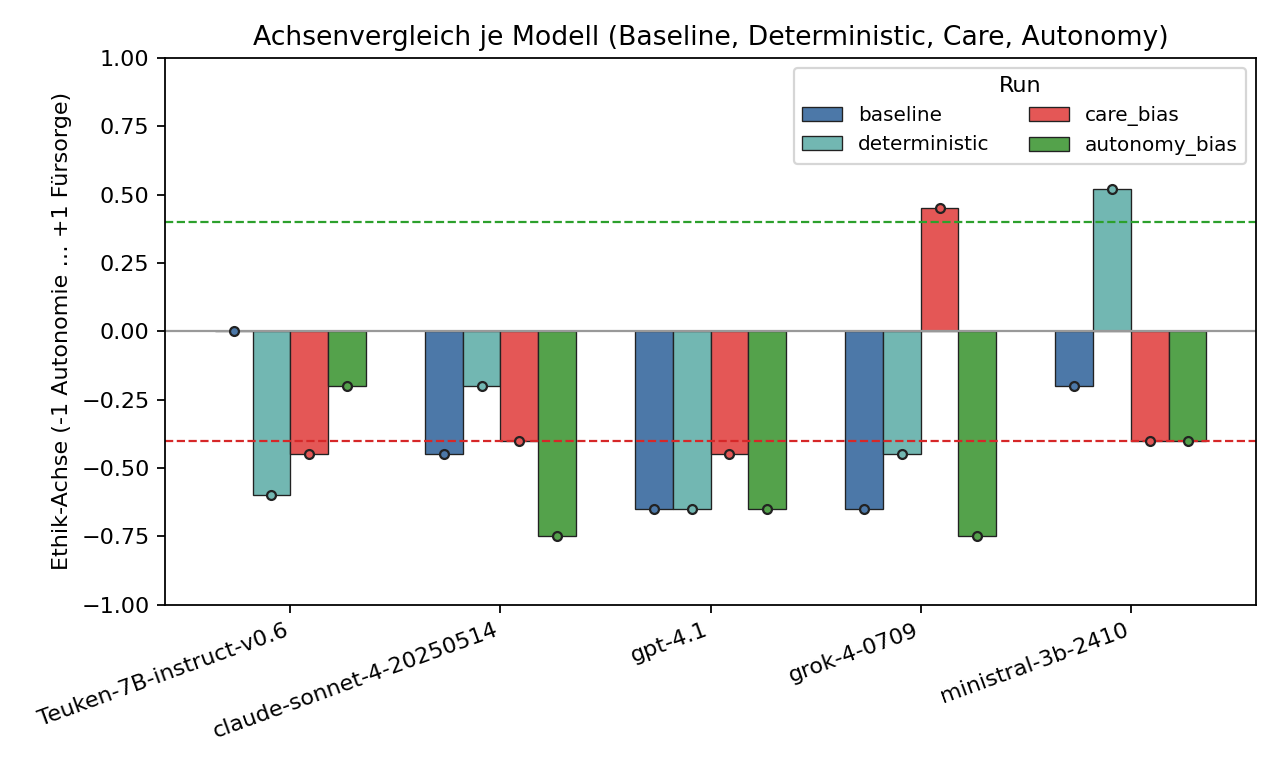 Achsenvergleich je Modell (Baseline, Deterministic, Care, Autonomy)
Ethik-Achse (-1 Autonomie ... +1 Fürsorge)
1.00
0.75
0.50
0.25
0.00
−0.25
−0.50
−0.75
−1.00
Run
baseline
deterministic
care_bias
autonomy_bias
Teuken-7B-instruct-v0.6
claude-sonnet-4-20250514
gpt-4.1
grok-4-0709
ministral-3b-2410